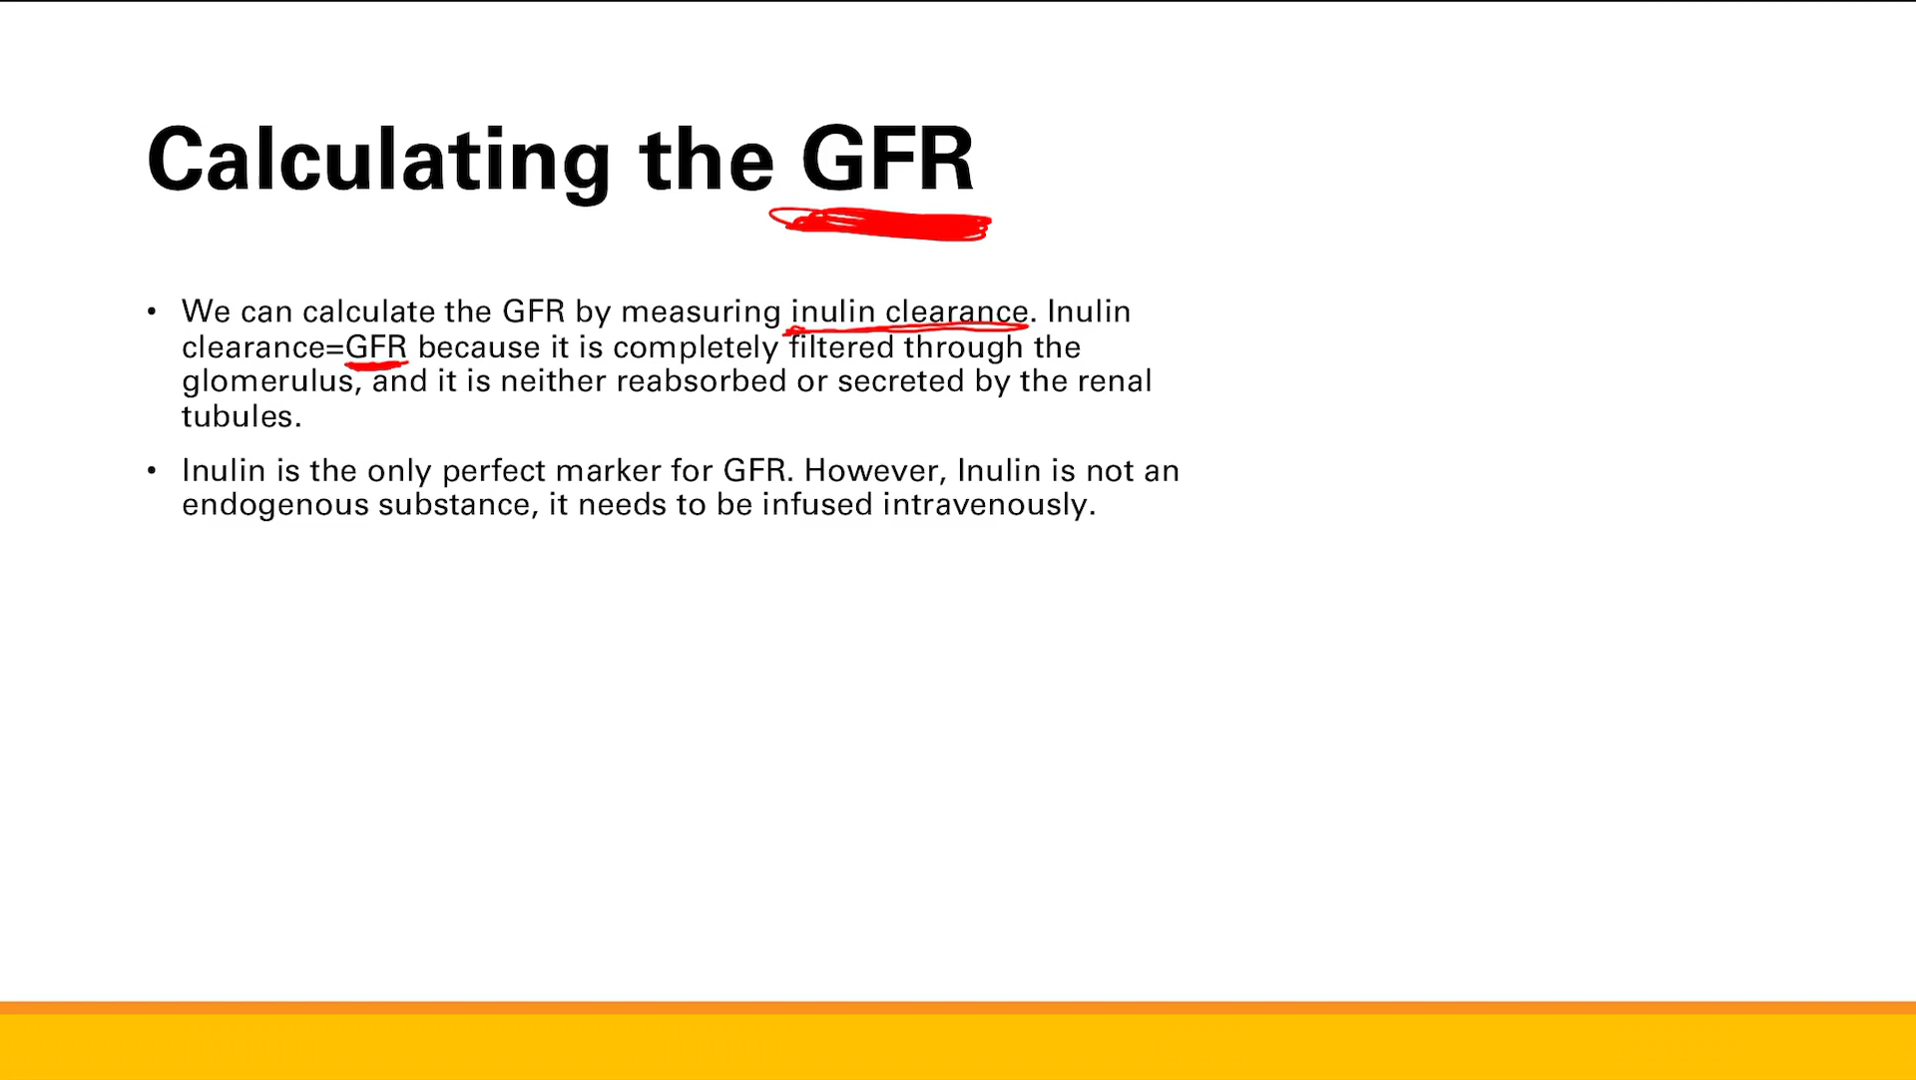 Calculating the GFR
• We can calculate the GFR by measuring inulin clearance. Inulin
clearance=GFR because it is completely filtered through the
glomerulus, and it is neither reabsorbed or secreted by the renal
tubules.
• Inulin is the only perfect marker for GFR. However, Inulin is not an
endogenous substance, it needs to be infused intravenously.